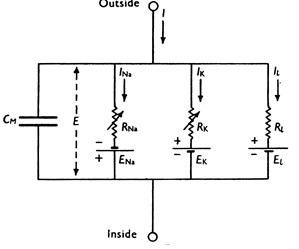 Outside
I
I_Na
I_K
I_L
C_M
E
R_Na
R_K
R_L
-
+
+
-
+
-
E_Na
E_K
E_L
Inside